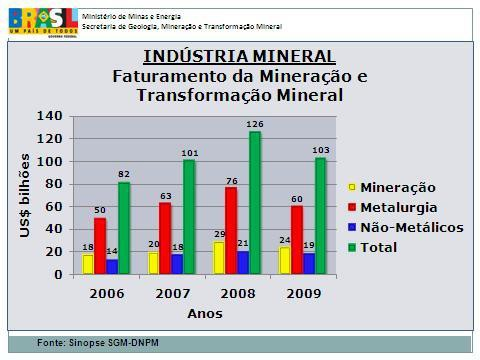 BRASIL
UM PAÍS DE TODOS
GOVERNO FEDERAL
Ministério de Minas e Energia
Secretaria de Geologia, Mineração e Transformação Mineral
INDÚSTRIA MINERAL
Faturamento da Mineração e
Transformação Mineral
US$ bilhões
140
120
100
80
60
40
20
0
18 50 14 82
20 63 18 101
29 76 21 126
24 60 19 103
2006 2007 2008 2009
Anos
Mineração
Metalurgia
Não-Metálicos
Total
Fonte: Sinopse SGM-DNPM